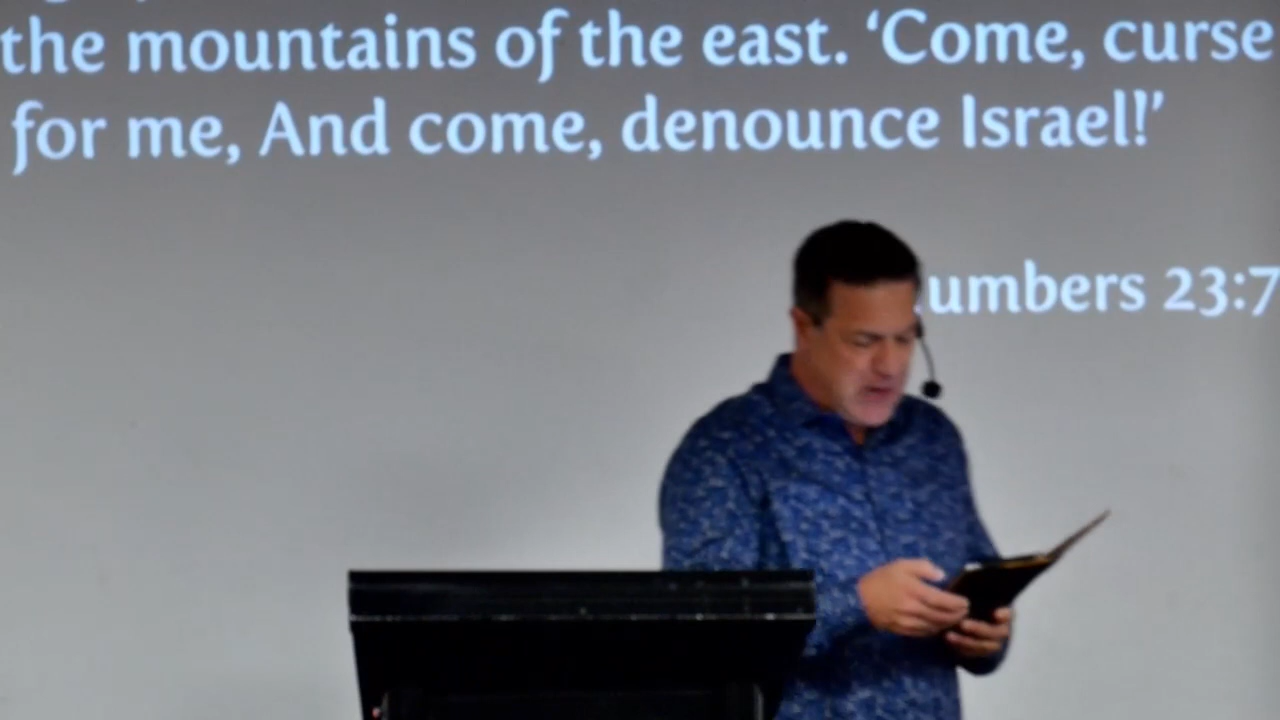 the mountains of the east. ‘Come, curse
for me, And come, denounce Israel!’
umbers 23:7